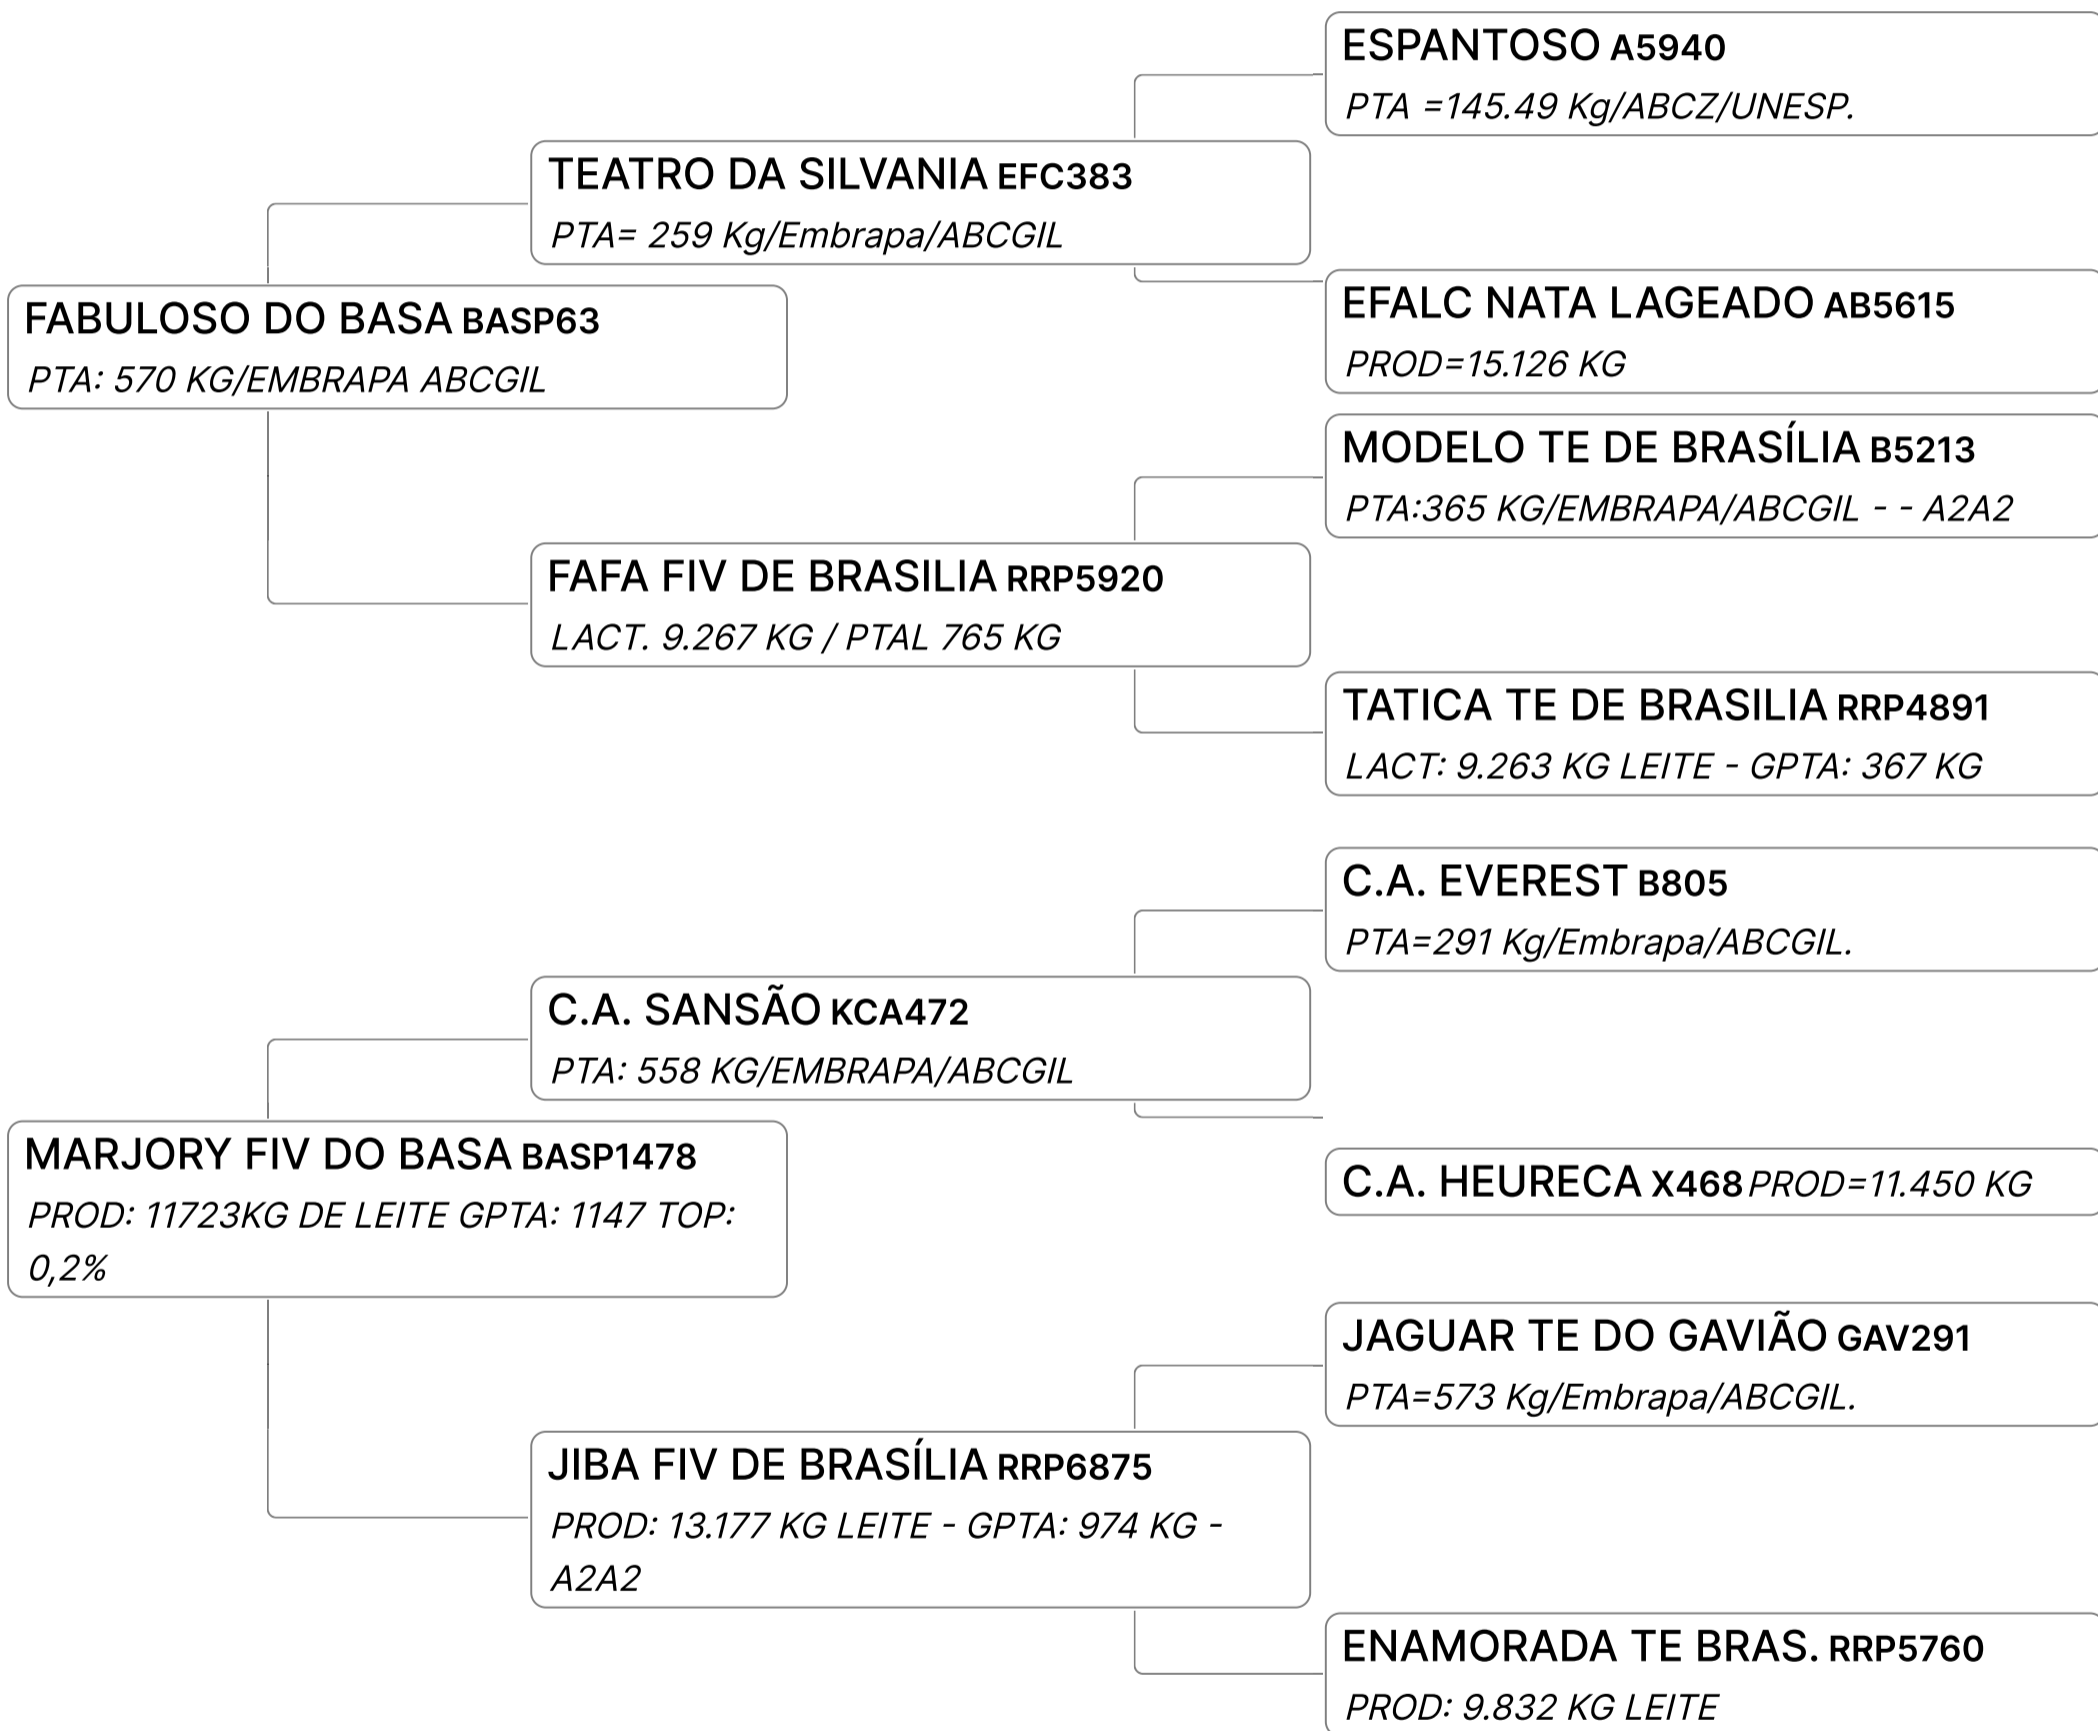 ESPANTOSO A5940
PTA =145.49 Kg/ABCZ/UNESP.
TEATRO DA SILVANIA EFC383
PTA= 259 Kg/Embrapa/ABCGIL
EFALC NATA LAGEADO AB5615
PROD=15.126 KG
FABULOSO DO BASA BASP63
PTA: 570 KG/EMBRAPA ABCGIL
MODELO TE DE BRASÍLIA B5213
PTA:365 KG/EMBRAPA/ABCGIL - - A2A2
FAFA FIV DE BRASILIA RRP5920
LACT. 9.267 KG / PTAL 765 KG
TATICA TE DE BRASILIA RRP4891
LACT: 9.263 KG LEITE - GPTA: 367 KG
C.A. EVEREST B805
PTA=291 Kg/Embrapa/ABCGIL.
C.A. SANSÃO KCA472
PTA: 558 KG/EMBRAPA/ABCGIL
C.A. HEURECA X468 PROD=11.450 KG
MARJORY FIV DO BASA BASP1478
PROD: 11723KG DE LEITE GPTA: 1147 TOP:
0,2%
JAGUAR TE DO GAVIÃO GAV291
PTA=573 Kg/Embrapa/ABCGIL.
JIBA FIV DE BRASÍLIA RRP6875
PROD: 13.177 KG LEITE - GPTA: 974 KG -
A2A2
ENAMORADA TE BRAS. RRP5760
PROD: 9.832 KG LEITE